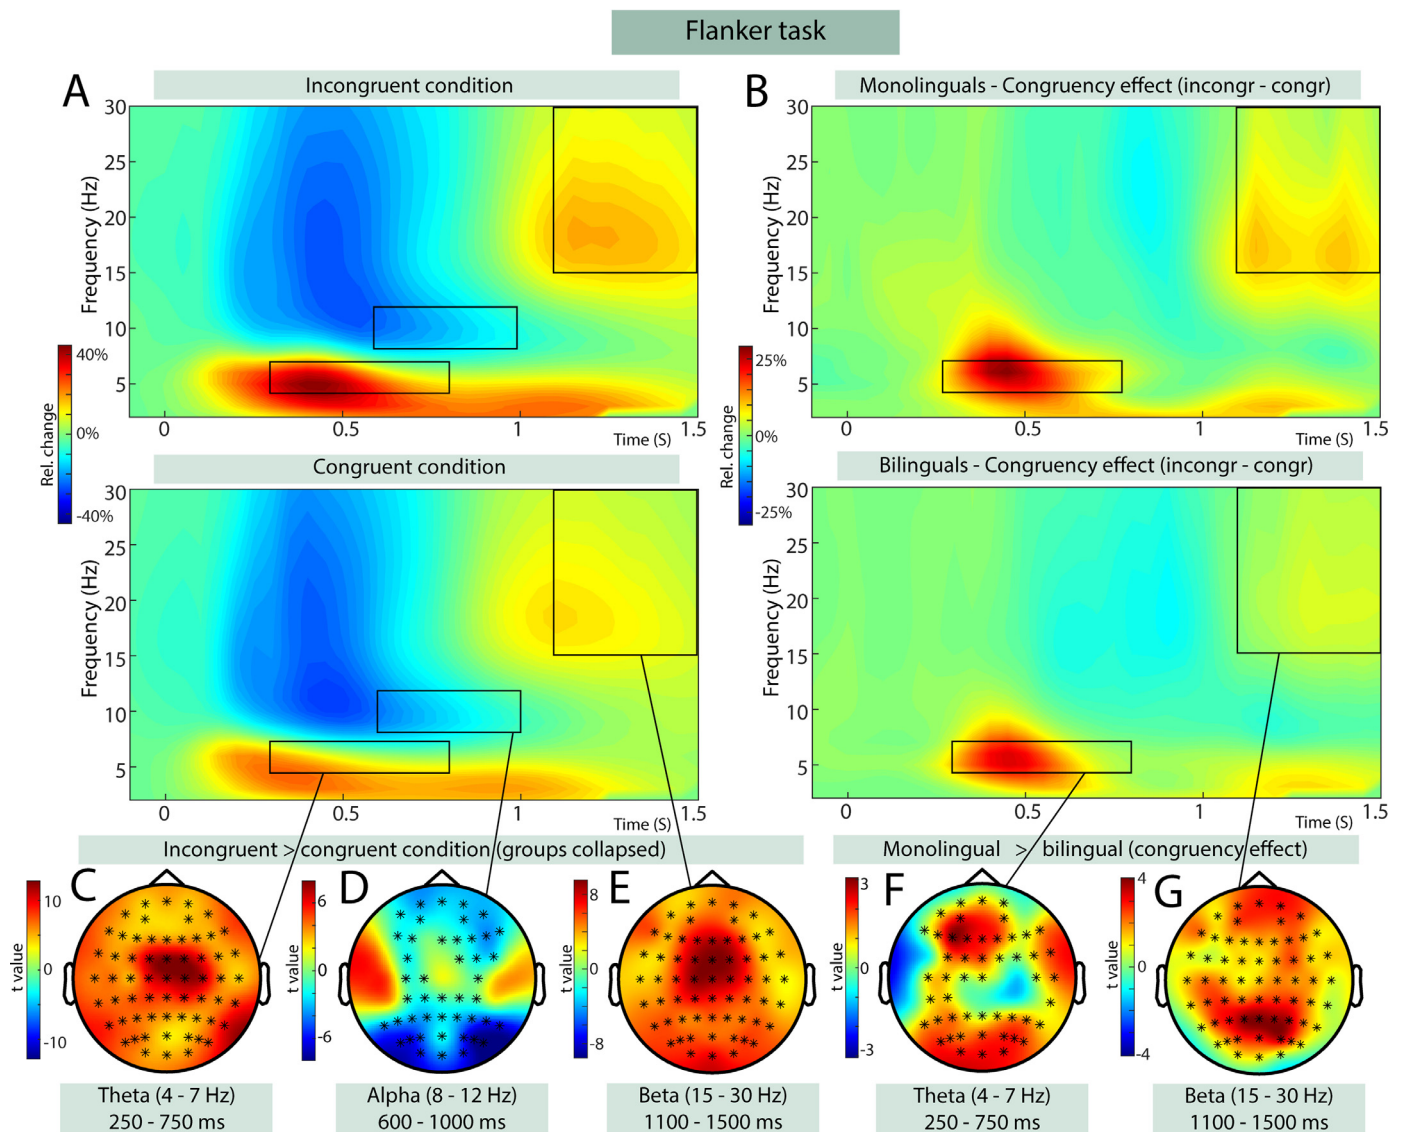 Flanker task
A
Incongruent condition
30
25
20
15
10
5
Frequency (Hz)
0
0.5
1
1.5
Time (S)
40%
0%
-40%
Rel. change
Congruent condition
30
25
20
15
10
5
Frequency (Hz)
0
0.5
1
1.5
Time (S)
B
Monolinguals - Congruency effect (incongr - congr)
30
25
20
15
10
5
Frequency (Hz)
0
0.5
1
1.5
Time (S)
25%
0%
-25%
Rel. change
Bilinguals - Congruency effect (incongr - congr)
30
25
20
15
10
5
Frequency (Hz)
0
0.5
1
1.5
Time (S)
Incongruent > congruent condition (groups collapsed)
C
10
0
-10
t value
Theta (4 - 7 Hz)
250 - 750 ms
D
6
0
-6
t value
Alpha (8 - 12 Hz)
600 - 1000 ms
E
8
0
-8
t value
Beta (15 - 30 Hz)
1100 - 1500 ms
Monolingual > bilingual (congruency effect)
F
3
0
-3
t value
Theta (4 - 7 Hz)
250 - 750 ms
G
4
0
-4
t value
Beta (15 - 30 Hz)
1100 - 1500 ms